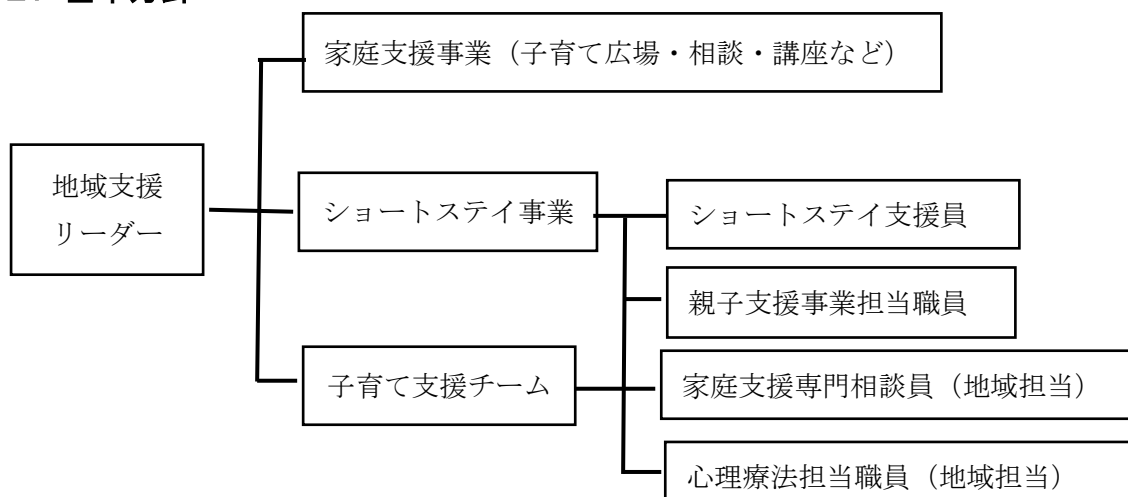 家庭支援事業（子育て広場・相談・講座など）
地域支援
リーダー
ショートステイ事業
ショートステイ支援員
親子支援事業担当職員
子育て支援チーム
家庭支援専門相談員（地域担当）
心理療法担当職員（地域担当）